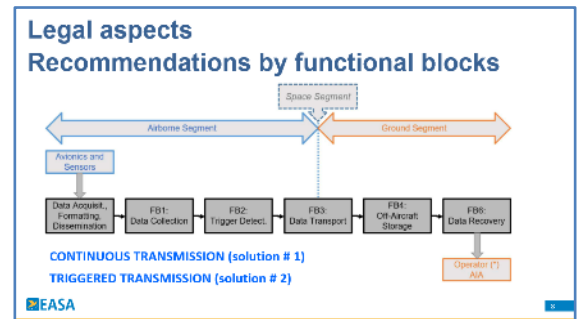 Legal aspects
Recommendations by functional blocks
Space Segment
Airborne Segment
Ground Segment
Avionics and
Sensors
Data Acquisit.,
Formatting,
Dissemination
FB1:
Data Collection
FB2:
Trigger Detect.
FB3:
Data Transport
FB4:
Off-Aircraft
Storage
FB5:
Data Recovery
CONTINUOUS TRANSMISSION (solution # 1)
TRIGGERED TRANSMISSION (solution # 2)
Operator (*)
AIA
EASA
8